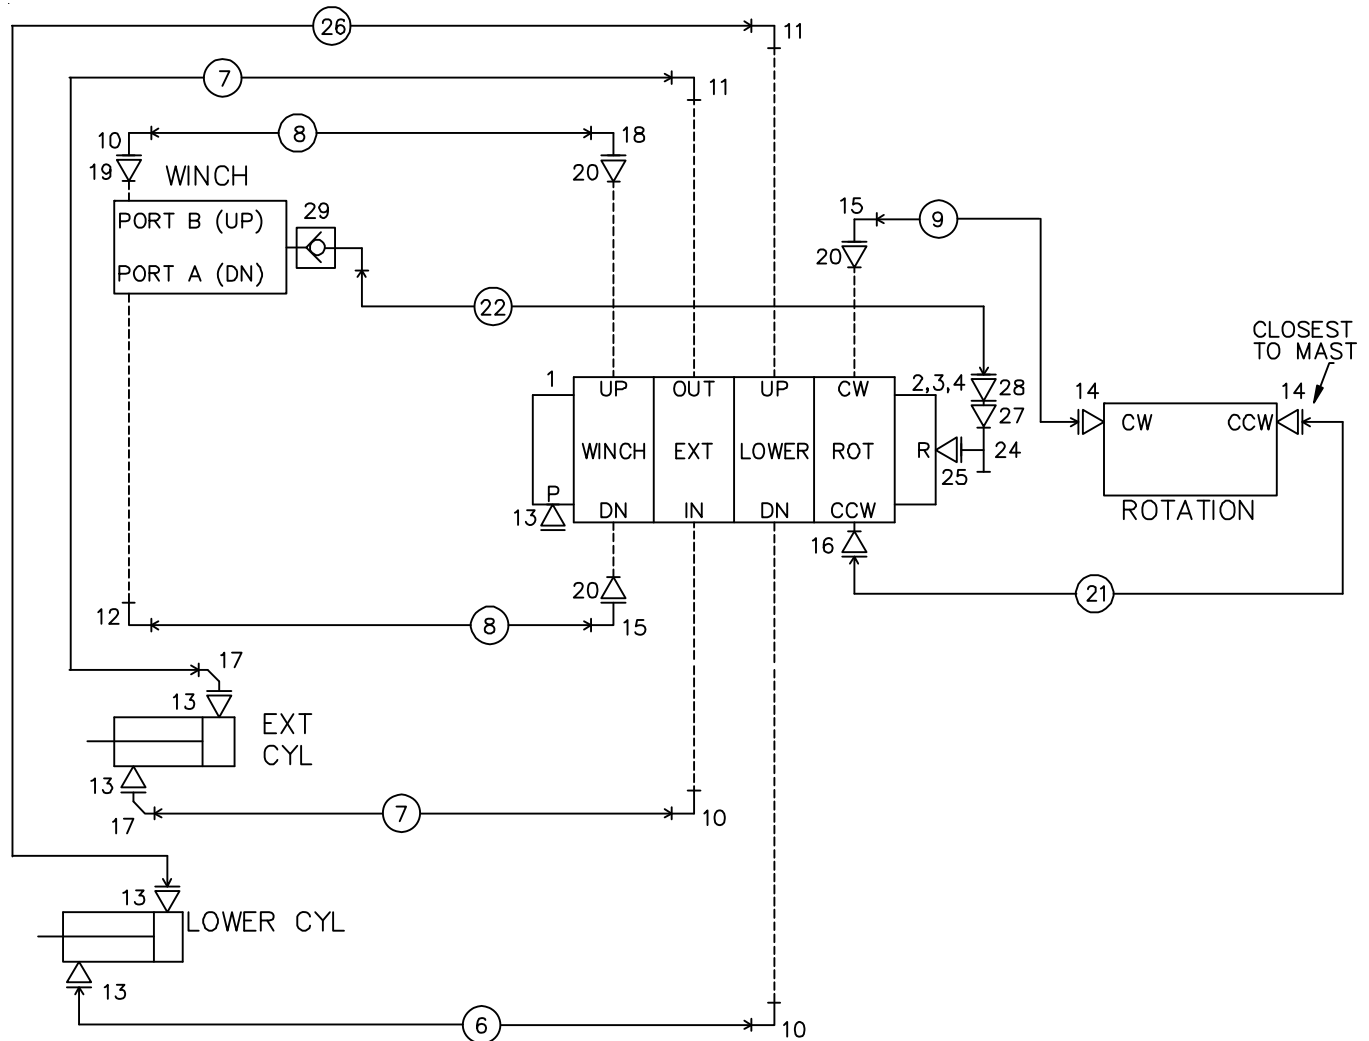 26
11
7
11
10
8
18
19
WINCH
20
29
PORT B (UP)
PORT A (DN)
15
9
20
22
CLOSEST
TO MAST
1
UP
OUT
UP
CW
2,3,4
28
14
14
27
CW
CCW
WINCH
EXT
LOWER
ROT
R
24
25
P
13
DN
IN
DN
CCW
ROTATION
16
20
21
12
8
15
17
13
EXT
CYL
13
17
7
10
13
LOWER CYL
13
6
10